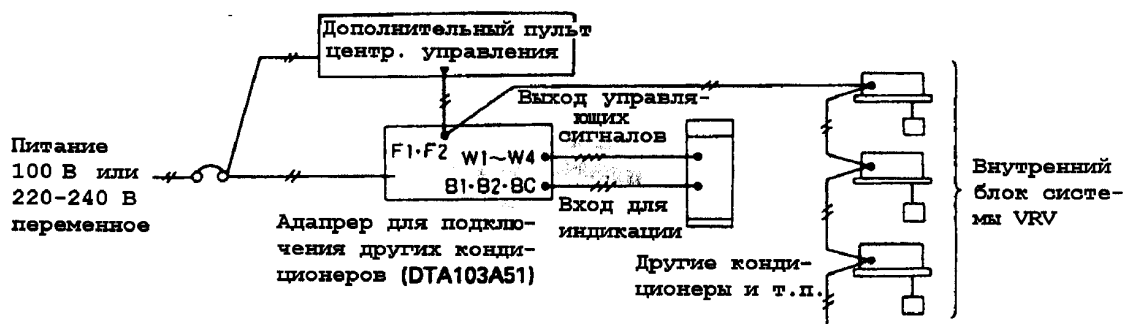 Дополнительный пульт
центр. управления
Выход управля-
ющих
сигналов
Питание
100 В или
220-240 В
переменное
F1·F2
W1~W4
B1·B2·BC
Вход для
индикации
Адапрер для подклю-
чения других конди-
ционеров (DTA103A51)
Другие конди-
ционеры и т.п.
Внутренний
блок систе-
мы VRV